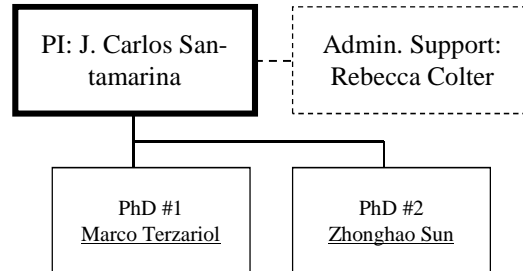 PI: J. Carlos San-
tamarina
Admin. Support:
Rebecca Colter
PhD #1
Marco Terzariol
PhD #2
Zhonghao Sun